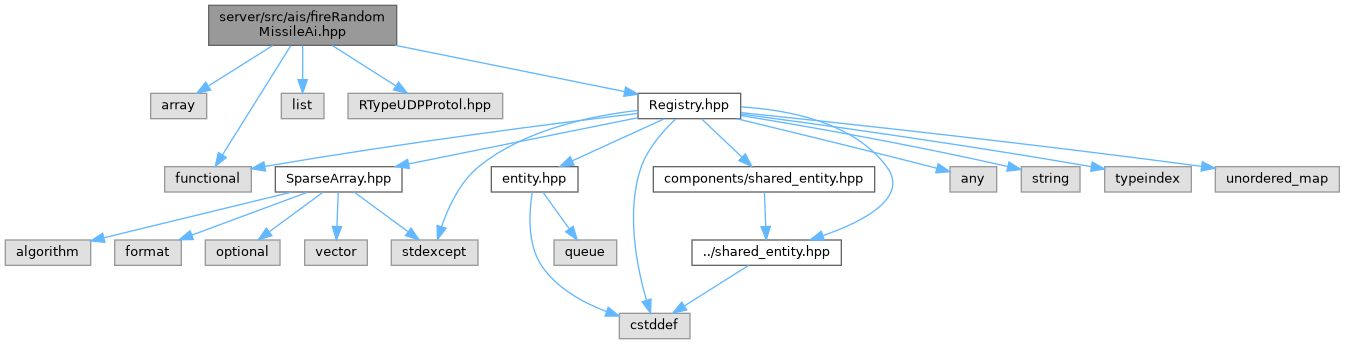 server/src/ais/fireRandom
MissileAi.hpp
array
list
RTypeUDPProtol.hpp
Registry.hpp
functional
SparseArray.hpp
entity.hpp
components/shared_entity.hpp
any
string
typeindex
unordered_map
algorithm
format
optional
vector
stdexcept
queue
../shared_entity.hpp
cstddef